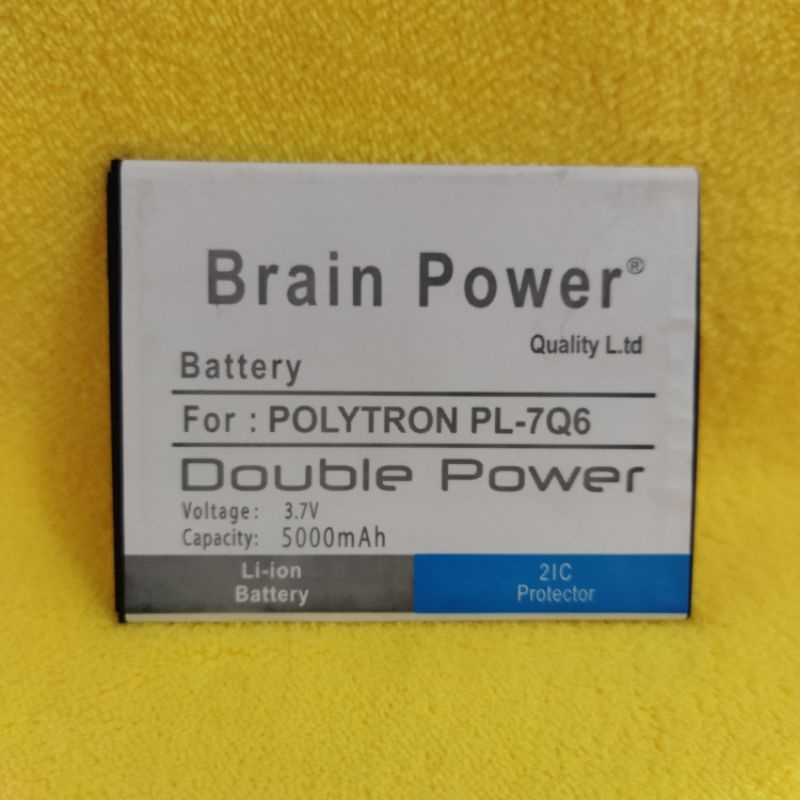 Brain Power®
Quality L.td
Battery
For : POLYTRON PL-7Q6
Double Power
Voltage: 3.7V
Capacity: 5000mAh
Li-ion
Battery
2IC
Protector